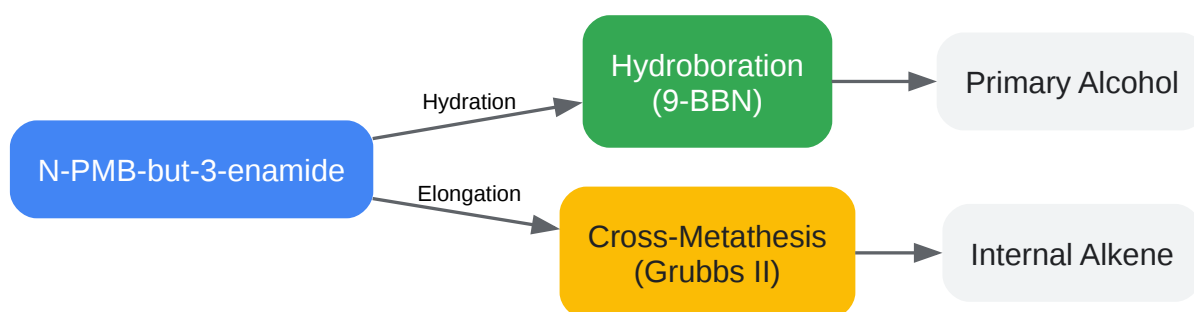 Hydroboration
(9-BBN)
Primary Alcohol
Hydration
N-PMB-but-3-enamide
Elongation
Cross-Metathesis
(Grubbs II)
Internal Alkene